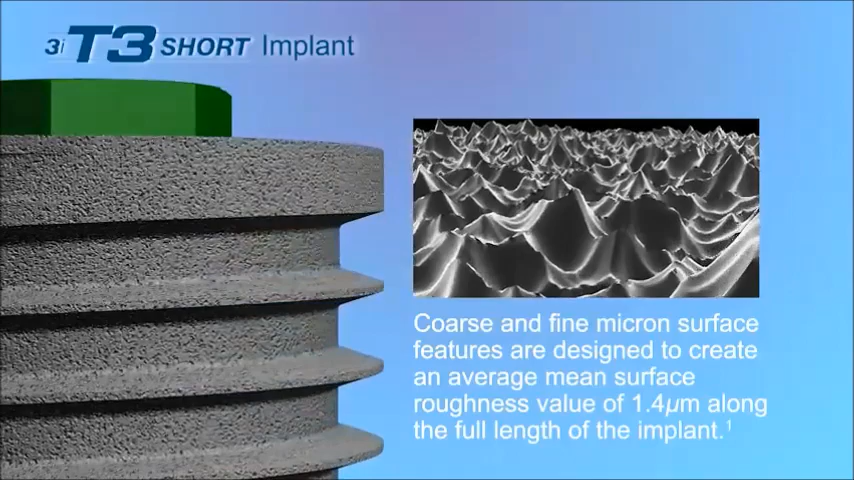 3i T3 SHORT Implant
Coarse and fine micron surface
features are designed to create
an average mean surface
roughness value of 1.4µm along
the full length of the implant.¹